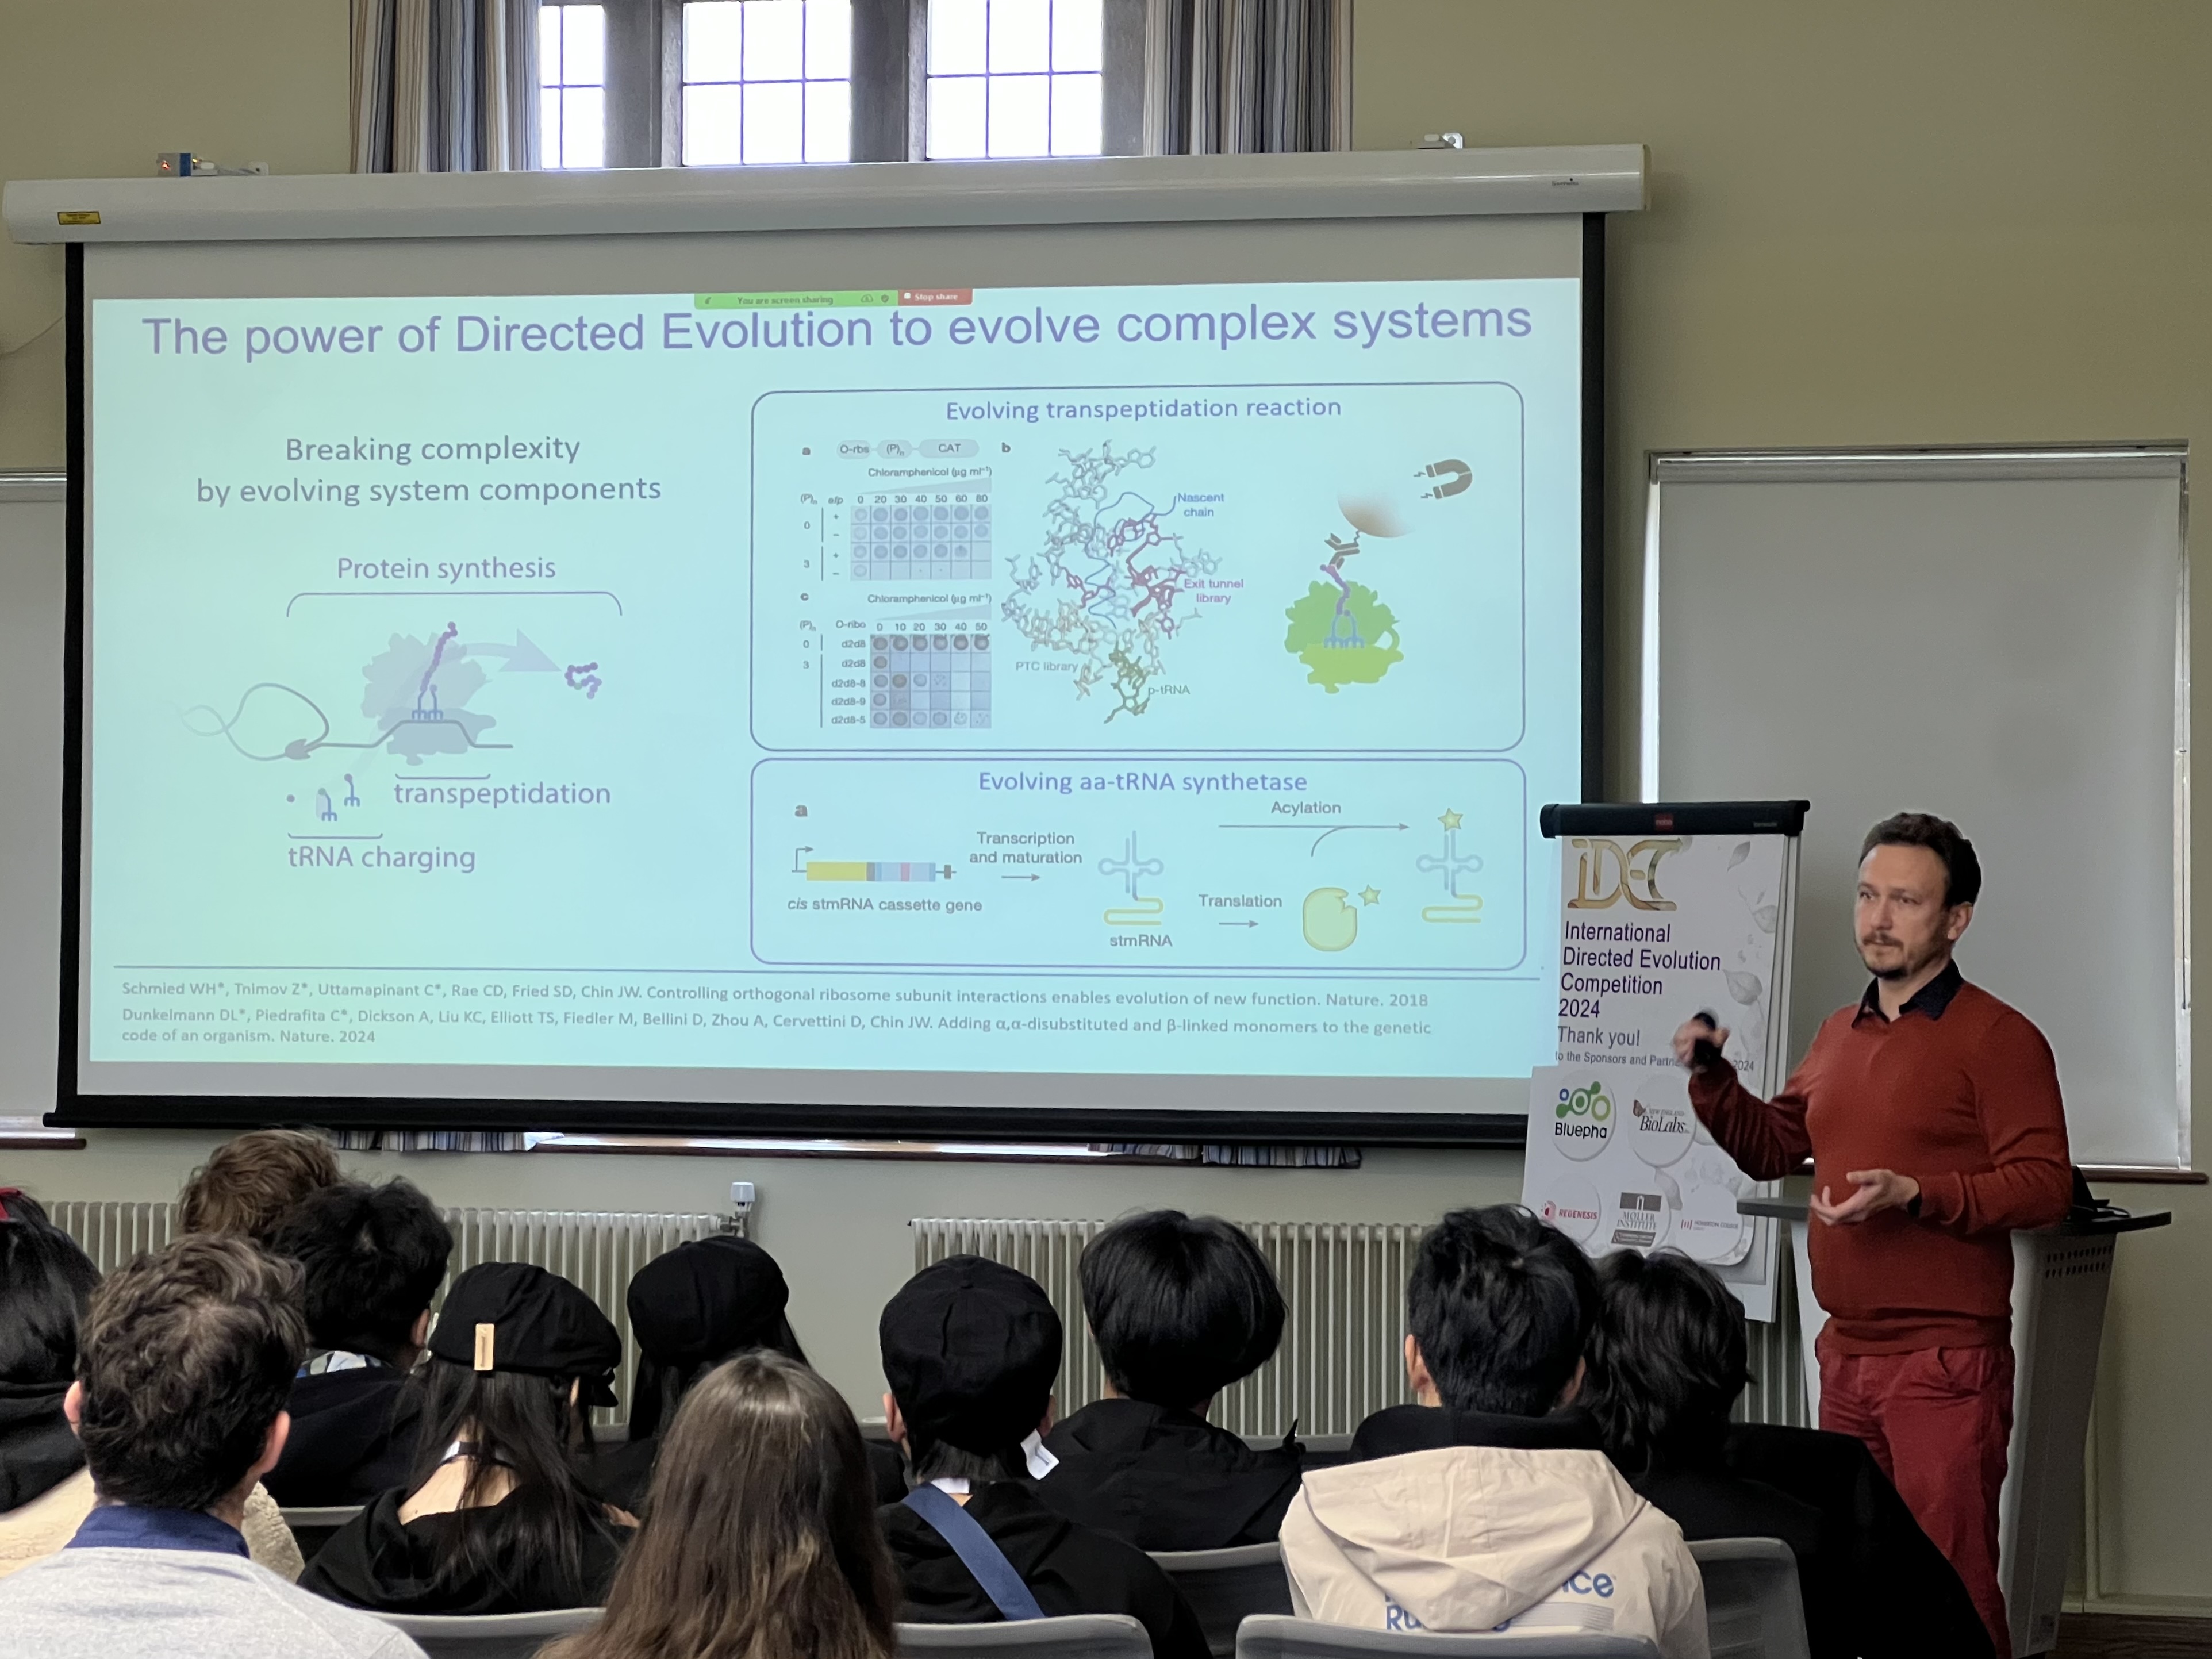 You are screen sharing
Stop share
The power of Directed Evolution to evolve complex systems
Breaking complexity
by evolving system components
Protein synthesis
transpeptidation
tRNA charging
Evolving transpeptidation reaction
a
O-rbs (P)n CAT
Chloramphenicol (μg ml⁻¹)
(P)n efp 0 20 30 40 50 60 80
0
+
−
3
+
−
b
Nascent
chain
Exit tunnel
library
PTC library
p-tRNA
c
Chloramphenicol (μg ml⁻¹)
(P)n O-ribo 0 10 20 30 40 50
0 d2d8
3 d2d8
d2d8-8
d2d8-9
d2d8-5
Evolving aa-tRNA synthetase
a
Transcription
and maturation
Acylation
Translation
cis stmRNA cassette gene
stmRNA
Schmied WH*, Tnimov Z*, Uttamapinant C*, Rae CD, Fried SD, Chin JW. Controlling orthogonal ribosome subunit interactions enables evolution of new function. Nature. 2018
Dunkelmann DL*, Piedrafita C*, Dickson A, Liu KC, Elliott TS, Fiedler M, Bellini D, Zhou A, Cervettini D, Chin JW. Adding α,α-disubstituted and β-linked monomers to the genetic
code of an organism. Nature. 2024
iDEC
International
Directed Evolution
Competition
2024
Thank you!
to the Sponsors and 2024
Bluepha
NEW ENGLAND
BioLabs
REGENESIS
MØLLER
INSTITUTE